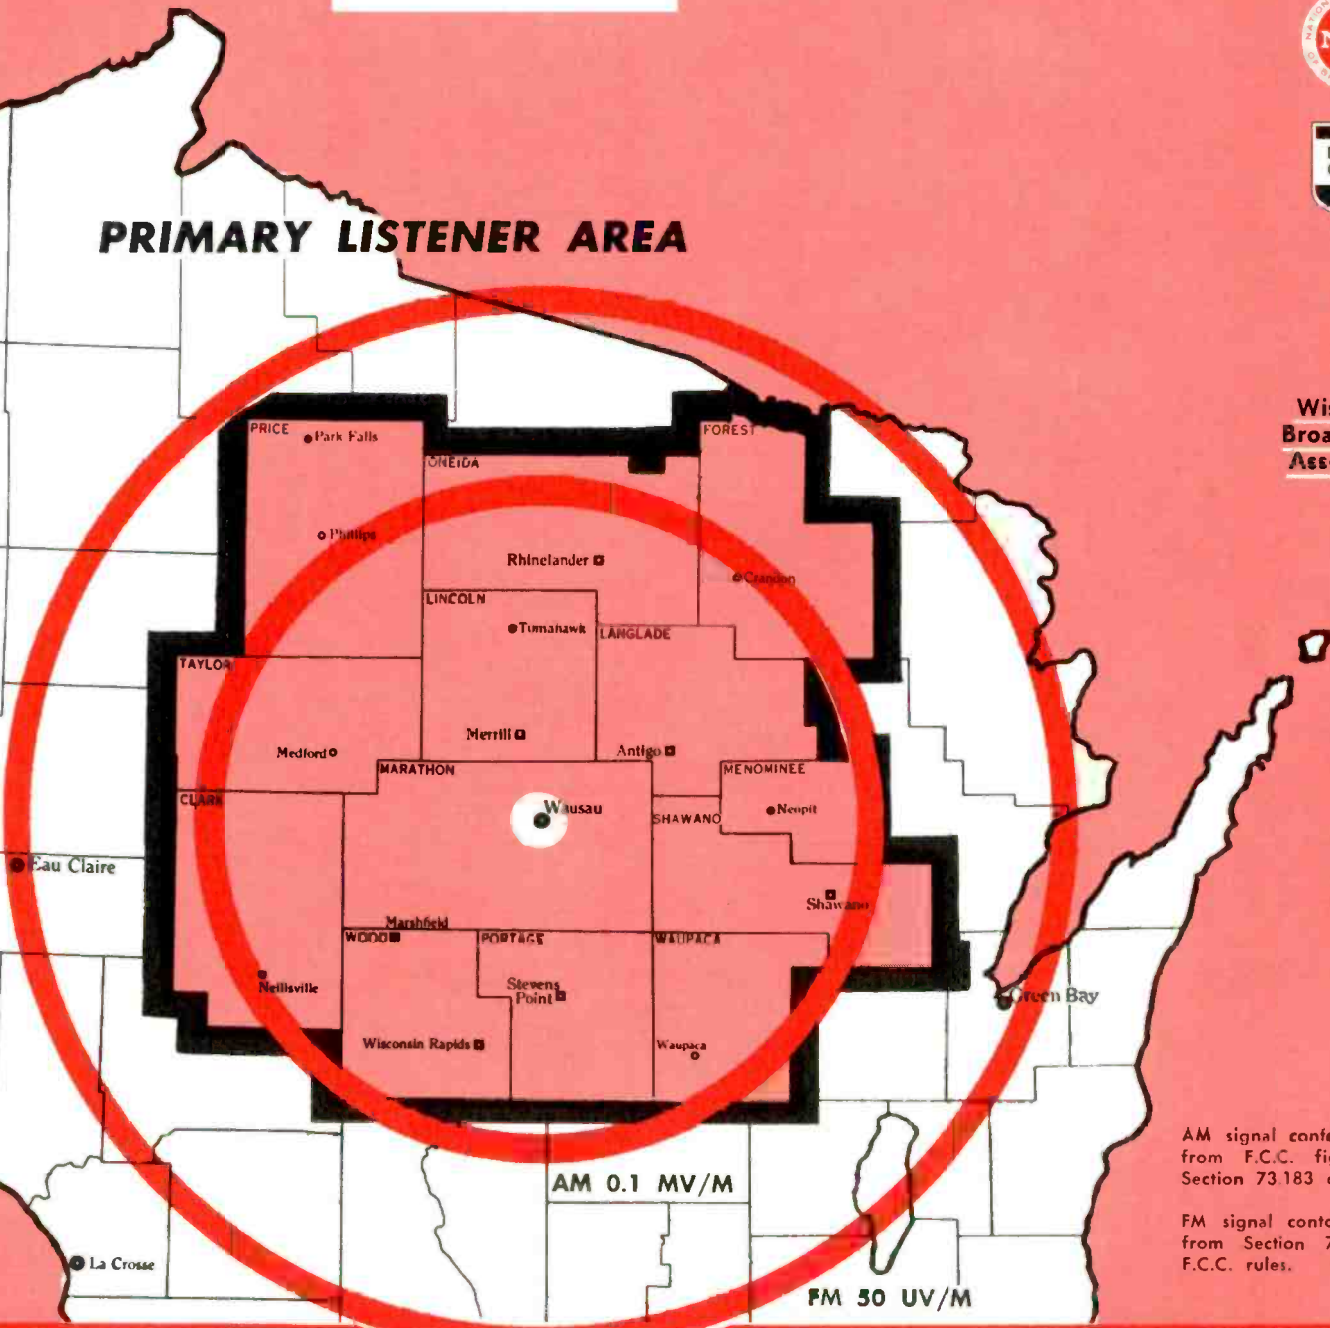 PRIMARY LISTENER AREA
PRICE
Park Falls
FOREST
ONEIDA
Phillips
Rhinelander
Crandon
LINCOLN
Tomahawk
LANGLADE
TAYLOR
Merrill
Antigo
Medford
MARATHON
MENOMINEE
CLARK
Wausau
Neopit
SHAWANO
Eau Claire
Shawano
Marshfield
WOOD
PORTAGE
WAUPACA
Neillsville
Stevens
Point
Green Bay
Wisconsin Rapids
Waupaca
AM signal
from F.C.C.
Section 73.183
AM 0.1 MV/M
FM signal
from Section
F.C.C. rules.
La Crosse
FM 50 UV/M